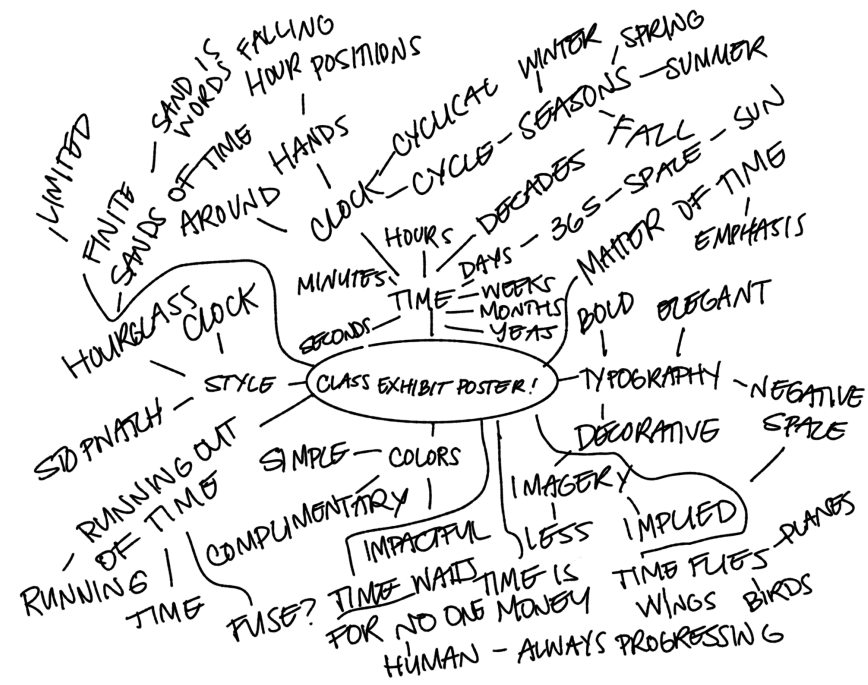 LIMITED
FINITE
SAND IS
WORDS FALLING
SANDS OF TIME
HOUR POSITIONS
HANDS
AROUND
CLOCK
CYCLICAL
CYCLE
SEASONS
WINTER
SPRING
SUMMER
FALL
HOURS
DECADES
DAYS
365
SPALE
SUN
MATTER OF TIME
EMPHASIS
MINUTES
TIME
WEEKS
MONTHS
YEAS
SECONDS
HOURGLASS
CLOCK
STYLE
STOPWATCH
CLASS EXHIBIT POSTER!
BOLD
ELEGANT
TYPOGRAPHY
NEGATIVE
SPALE
DECORATIVE
RUNNING OUT
OF TIME
RUNNING
TIME
FUSE?
SIMPLE
COLORS
COMPLIMENTARY
IMPACTFUL
IMAGERY
LESS
IMPLIED
TIME WAITS
FOR NO ONE
HUMAN - ALWAYS PROGRESSING
TIME IS
MONEY
TIME FLIES
PLANES
WINGS
BIRDS